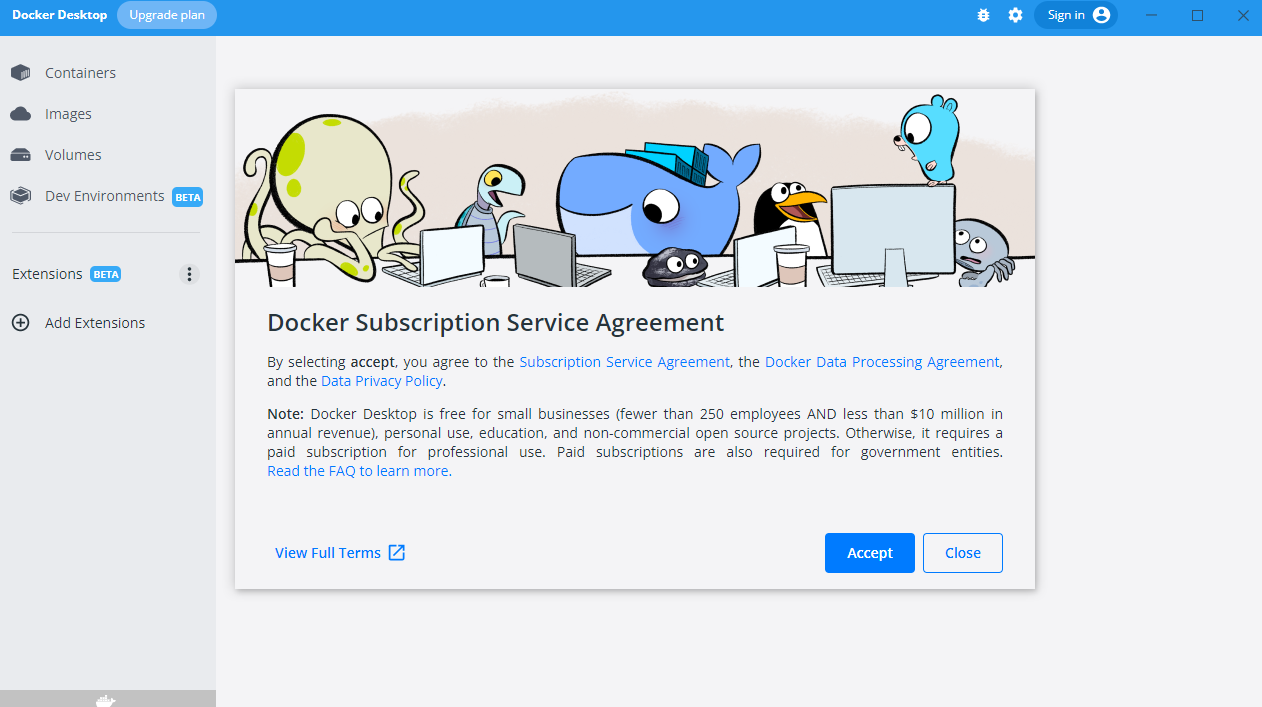 Docker Desktop Upgrade plan Sign in
Containers
Images
Volumes
Dev Environments BETA
Extensions BETA
Add Extensions
Docker Subscription Service Agreement
By selecting accept, you agree to the Subscription Service Agreement, the Docker Data Processing Agreement,
and the Data Privacy Policy.
Note: Docker Desktop is free for small businesses (fewer than 250 employees AND less than $10 million in
annual revenue), personal use, education, and non-commercial open source projects. Otherwise, it requires a
paid subscription for professional use. Paid subscriptions are also required for government entities.
Read the FAQ to learn more.
View Full Terms Accept Close